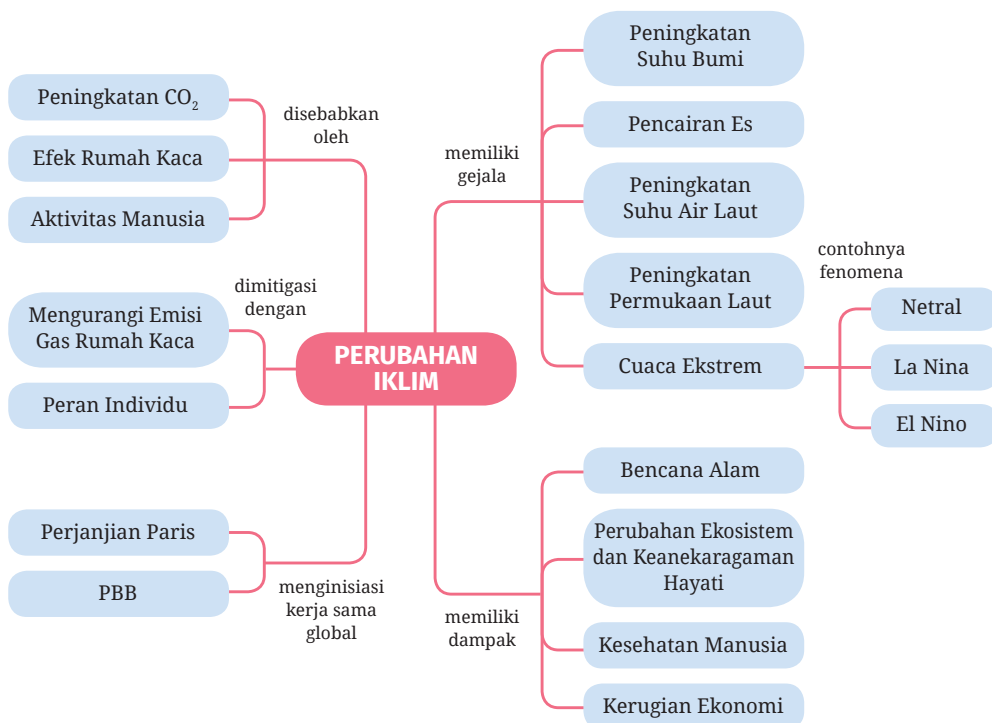 Peningkatan CO₂
Efek Rumah Kaca
Aktivitas Manusia
disebabkan
oleh
Mengurangi Emisi
Gas Rumah Kaca
Peran Individu
dimitigasi
dengan
Perjanjian Paris
PBB
menginisiasi
kerja sama
global
PERUBAHAN
IKLIM
memiliki
gejala
Peningkatan
Suhu Bumi
Pencairan Es
Peningkatan
Suhu Air Laut
Peningkatan
Permukaan Laut
Cuaca Ekstrem
contohnya
fenomena
Netral
La Nina
El Nino
memiliki
dampak
Bencana Alam
Perubahan Ekosistem
dan Keanekaragaman
Hayati
Kesehatan Manusia
Kerugian Ekonomi